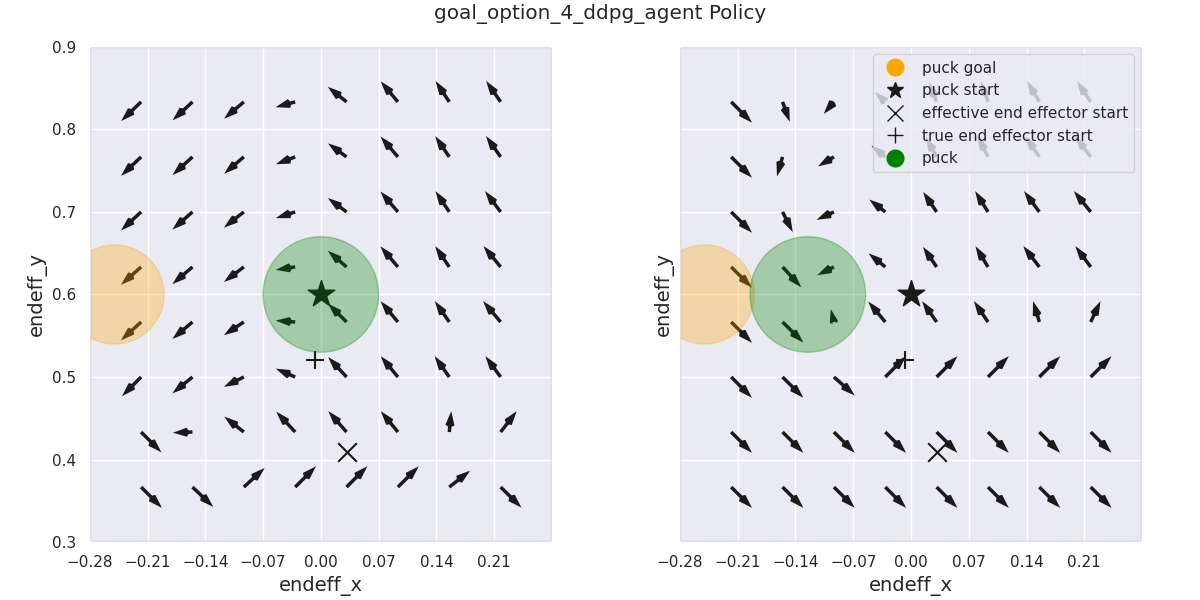 goal_option_4_ddpg_agent Policy
endeff_y
0.9
0.8
0.7
0.6
0.5
0.4
0.3
−0.28 −0.21 −0.14 −0.07 0.00 0.07 0.14 0.21
endeff_x
endeff_y
puck goal
puck start
effective end effector start
true end effector start
puck
−0.28 −0.21 −0.14 −0.07 0.00 0.07 0.14 0.21
endeff_x